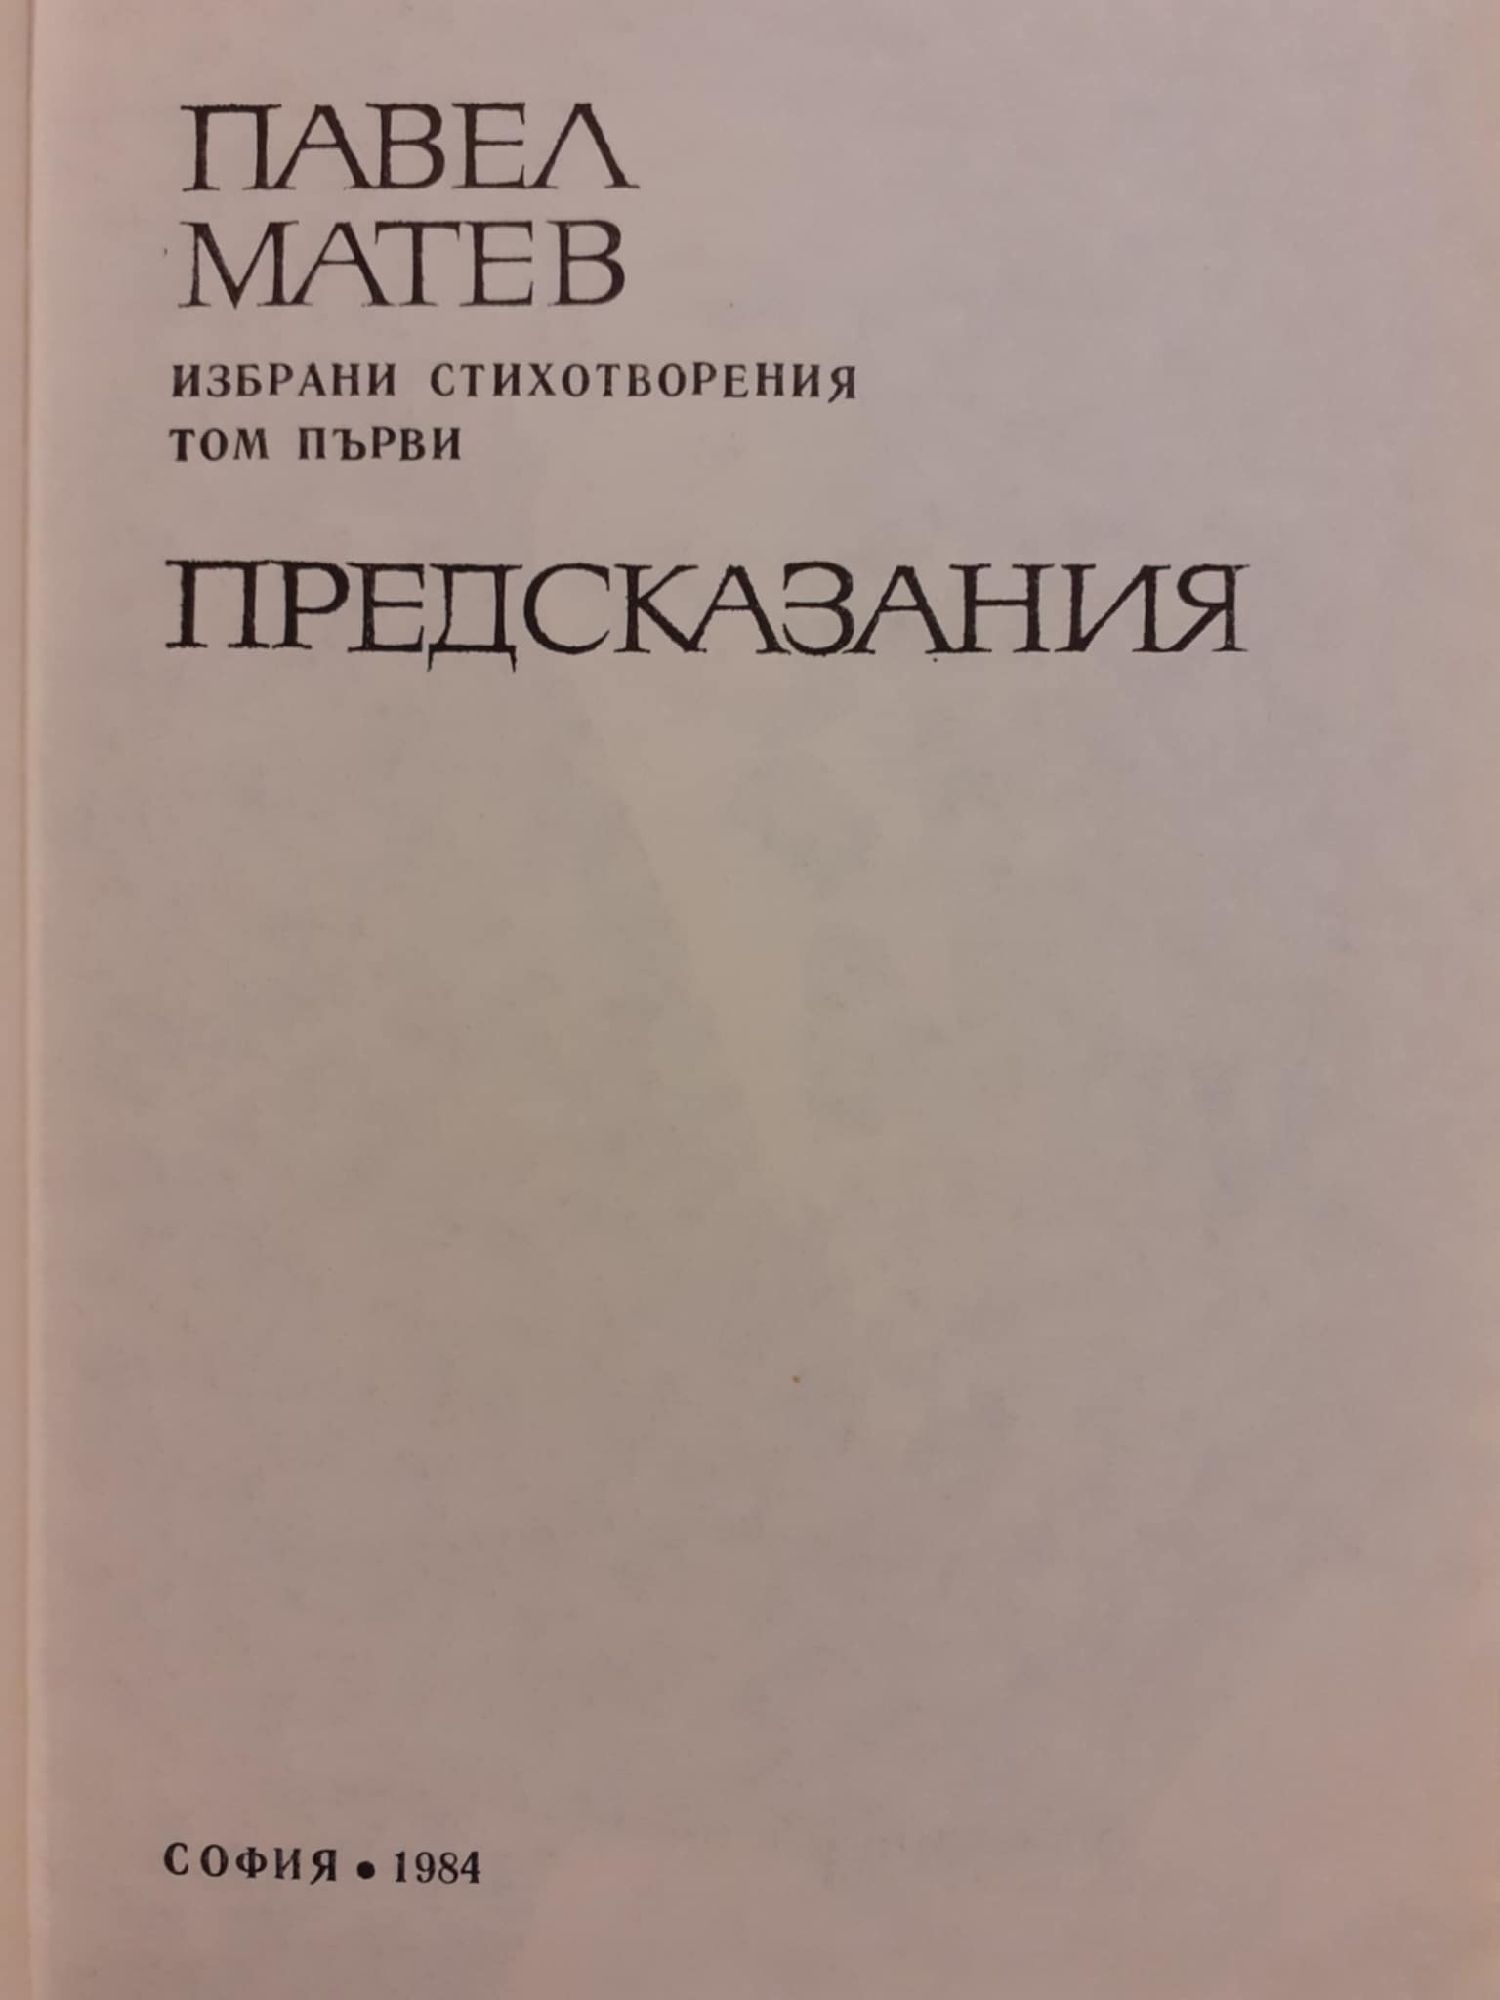 ПАВЕЛ
МАТЕВ
ИЗБРАНИ СТИХОТВОРЕНИЯ
ТОМ ПЪРВИ
ПРЕДСКАЗАНИЯ
СОФИЯ • 1984